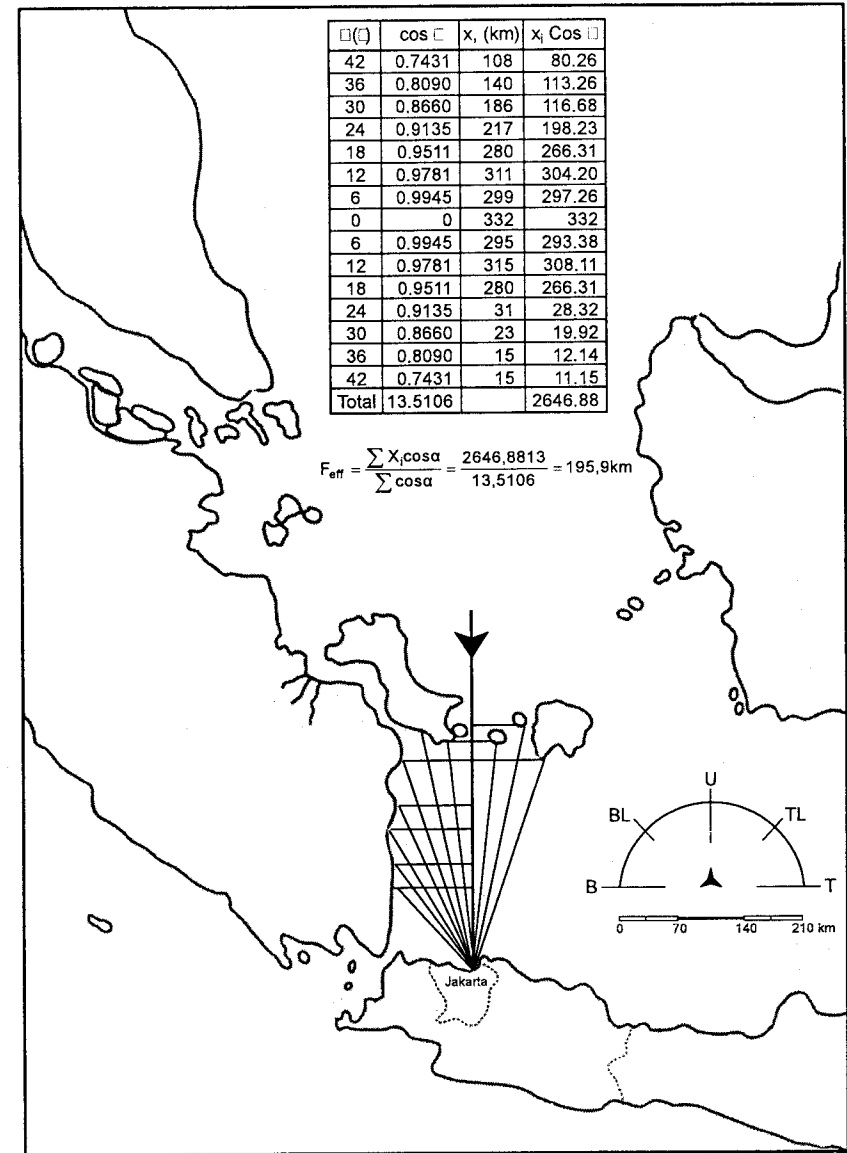 □(□) cos □ x, (km) xᵢ Cos □
42 0.7431 108 80.26
36 0.8090 140 113.26
30 0.8660 186 116.68
24 0.9135 217 198.23
18 0.9511 280 266.31
12 0.9781 311 304.20
6 0.9945 299 297.26
0 0 332 332
6 0.9945 295 293.38
12 0.9781 315 308.11
18 0.9511 280 266.31
24 0.9135 31 28.32
30 0.8660 23 19.92
36 0.8090 15 12.14
42 0.7431 15 11.15
Total 13.5106 2646.88
F_eff = ∑ Xᵢcosα / ∑ cosα = 2646,8813 / 13,5106 = 195,9km
U
BL TL
B T
0 70 140 210 km
Jakarta